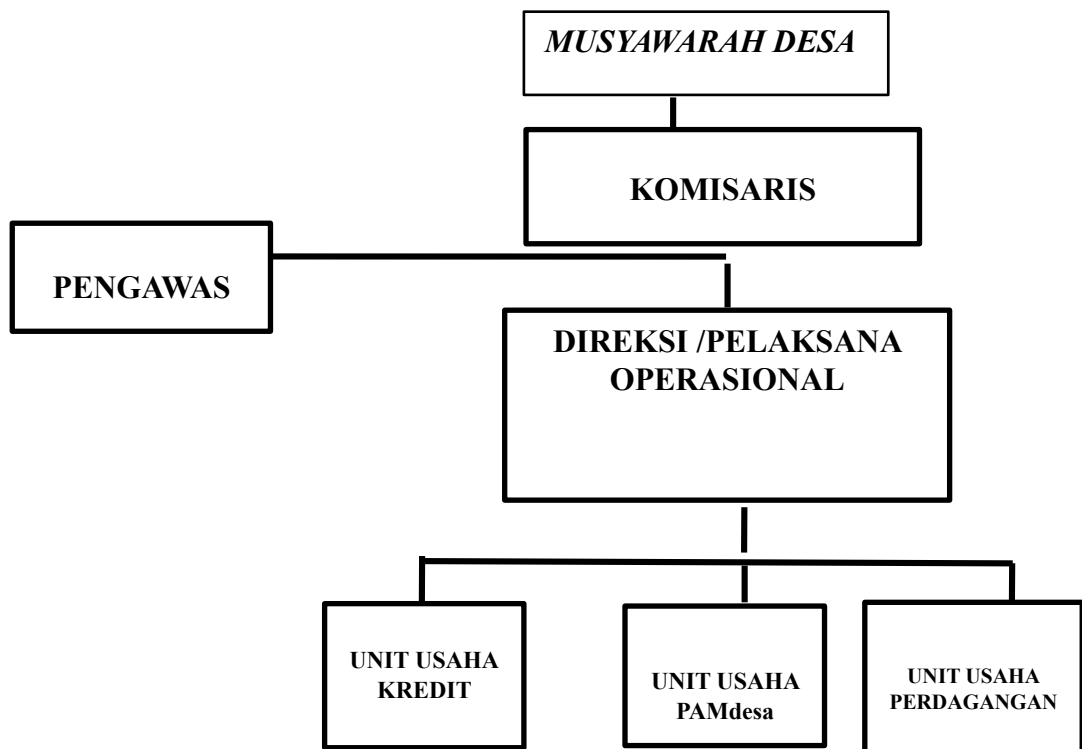 MUSYAWARAH DESA
KOMISARIS
PENGAWAS
DIREKSI /PELAKSANA
OPERASIONAL
UNIT USAHA
KREDIT
UNIT USAHA
PAMdesa
UNIT USAHA
PERDAGANGAN